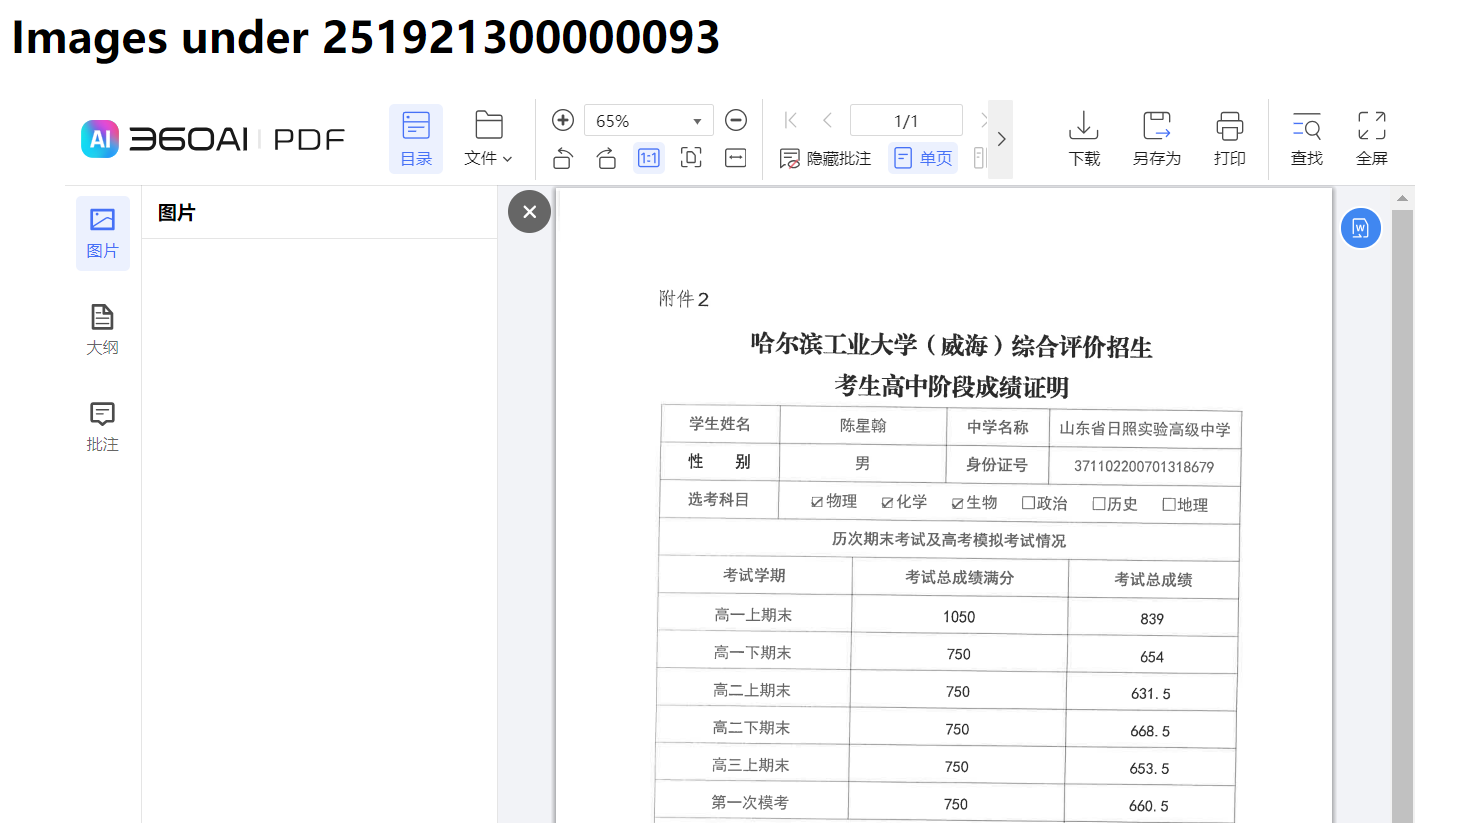 Images under 251921300000093
AI 360AI PDF
目录
文件
65%
1:1
隐藏批注
1/1
单页
下载
另存为
打印
查找
全屏
图片
大纲
批注
图片
W
附件2
哈尔滨工业大学（威海）综合评价招生
考生高中阶段成绩证明
学生姓名 陈星翰 中学名称 山东省日照实验高级中学
性 别 男 身份证号 371102200701318679
选考科目 ☑物理 ☑化学 ☑生物 □政治 □历史 □地理
历次期末考试及高考模拟考试情况
考试学期 考试总成绩满分 考试总成绩
高一上期末 1050 839
高一下期末 750 654
高二上期末 750 631.5
高二下期末 750 668.5
高三上期末 750 653.5
第一次模考 750 660.5